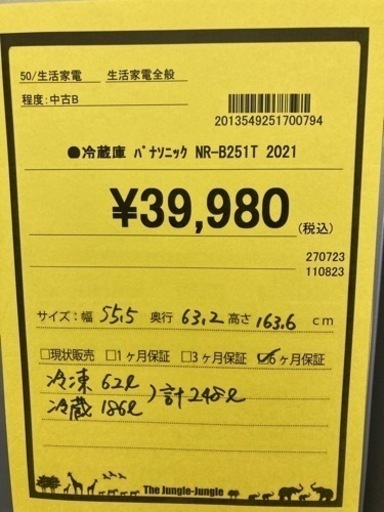 50/生活家電 生活家電全般
程度:中古B
2013549251700794
●冷蔵庫 パナソニック NR-B251T 2021
¥39,980(税込)
270723
110823
サイズ:幅 55.5 奥行 63.2 高さ 163.6 cm
□現状販売 □1ヶ月保証 □3ヶ月保証 ☑6ヶ月保証
冷凍 62ℓ
冷蔵 186ℓ ) 計248ℓ
The Jungle-Jungle